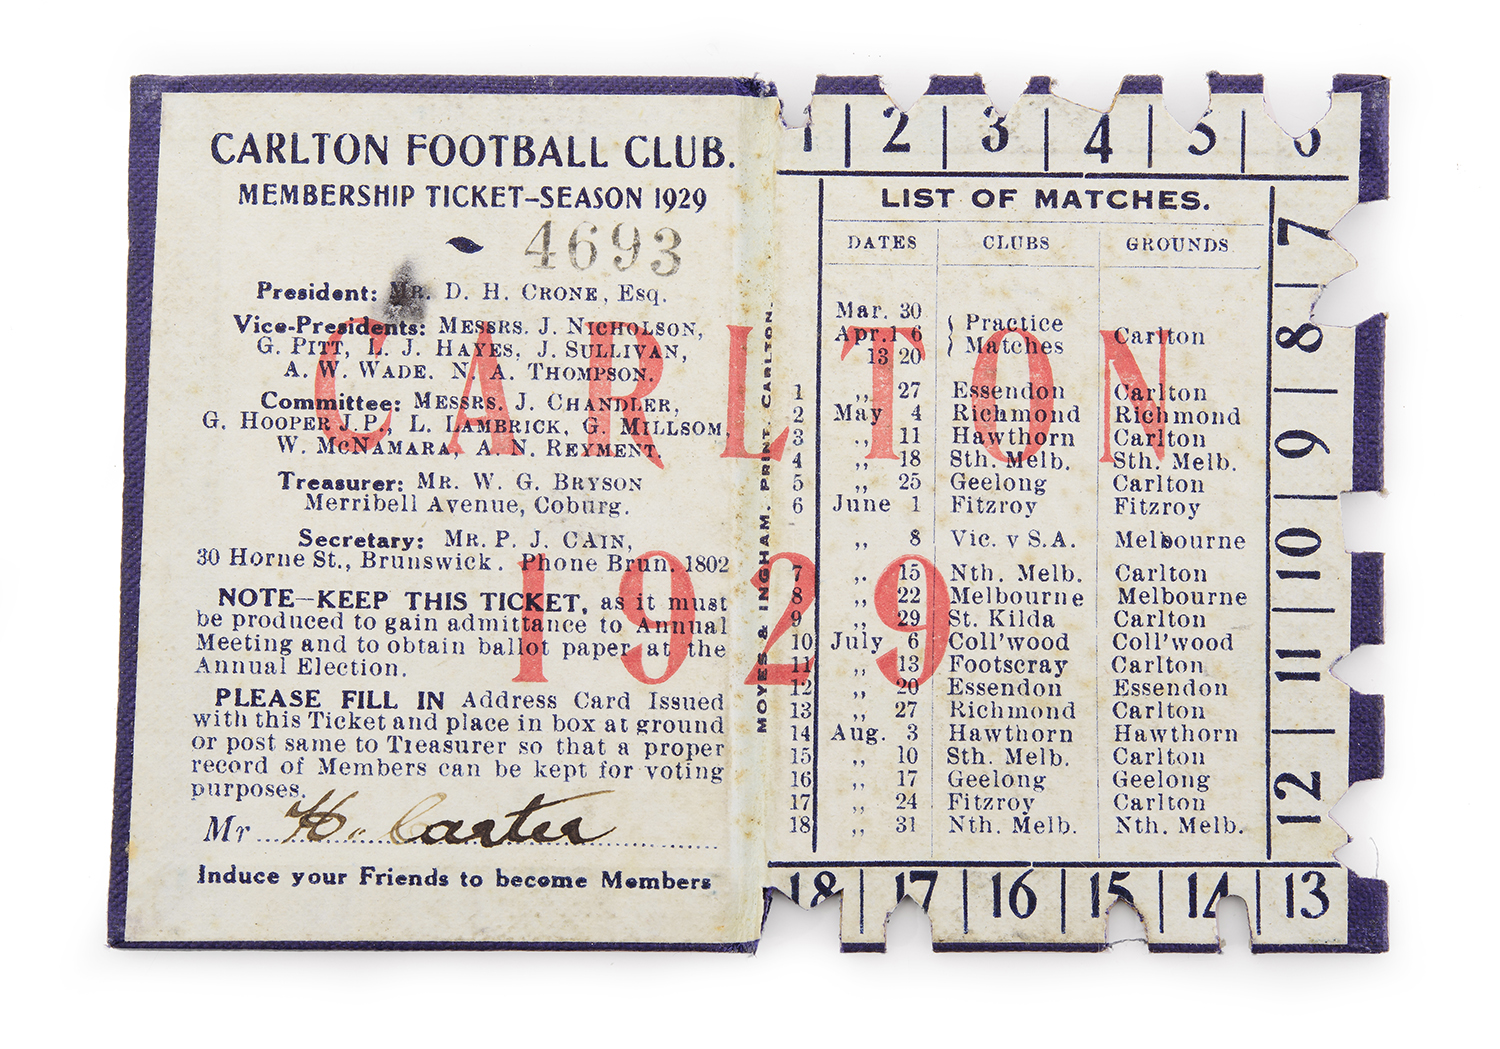 CARLTON FOOTBALL CLUB.
MEMBERSHIP TICKET–SEASON 1929
4693
President: Mr. D. H. CRONE, Esq.
Vice-Presidents: MESSRS. J. NICHOLSON,
G. PITT, L. J. HAYES, J. SULLIVAN,
A. W. WADE. N. A. THOMPSON.
Committee: MESSRS. J. CHANDLER,
G. HOOPER J.P., L. LAMBRICK, G. MILLSOM,
W. MCNAMARA, A. N. REYMENT.
Treasurer: MR. W. G. BRYSON
Merribell Avenue, Coburg.
Secretary: MR. P. J. CAIN,
30 Horne St., Brunswick. Phone Brun. 1802
NOTE—KEEP THIS TICKET, as it must
be produced to gain admittance to Annual
Meeting and to obtain ballot paper at the
Annual Election.
PLEASE FILL IN Address Card Issued
with this Ticket and place in box at ground
or post same to Treasurer so that a proper
record of Members can be kept for voting
purposes.
Mr H. Carter
Induce your Friends to become Members
CARLTON
1929
MOYES & INGHAM, PRINT, CARLTON.
1 2 3 4 5 6
LIST OF MATCHES.
DATES CLUBS GROUNDS
Mar. 30
Apr. 1 6 } Practice Carlton
13 20 } Matches
1 ,, 27 Essendon Carlton
2 May 4 Richmond Richmond
3 ,, 11 Hawthorn Carlton
4 ,, 18 Sth. Melb. Sth. Melb.
5 ,, 25 Geelong Carlton
6 June 1 Fitzroy Fitzroy
,, 8 Vic. v S.A. Melbourne
7 ,, 15 Nth. Melb. Carlton
8 ,, 22 Melbourne Melbourne
9 ,, 29 St. Kilda Carlton
10 July 6 Coll'wood Coll'wood
11 ,, 13 Footscray Carlton
12 ,, 20 Essendon Essendon
13 ,, 27 Richmond Carlton
14 Aug. 3 Hawthorn Hawthorn
15 ,, 10 Sth. Melb. Carlton
16 ,, 17 Geelong Geelong
17 ,, 24 Fitzroy Carlton
18 ,, 31 Nth. Melb. Nth. Melb.
7
8
9
10
11
12
18 17 16 15 14 13